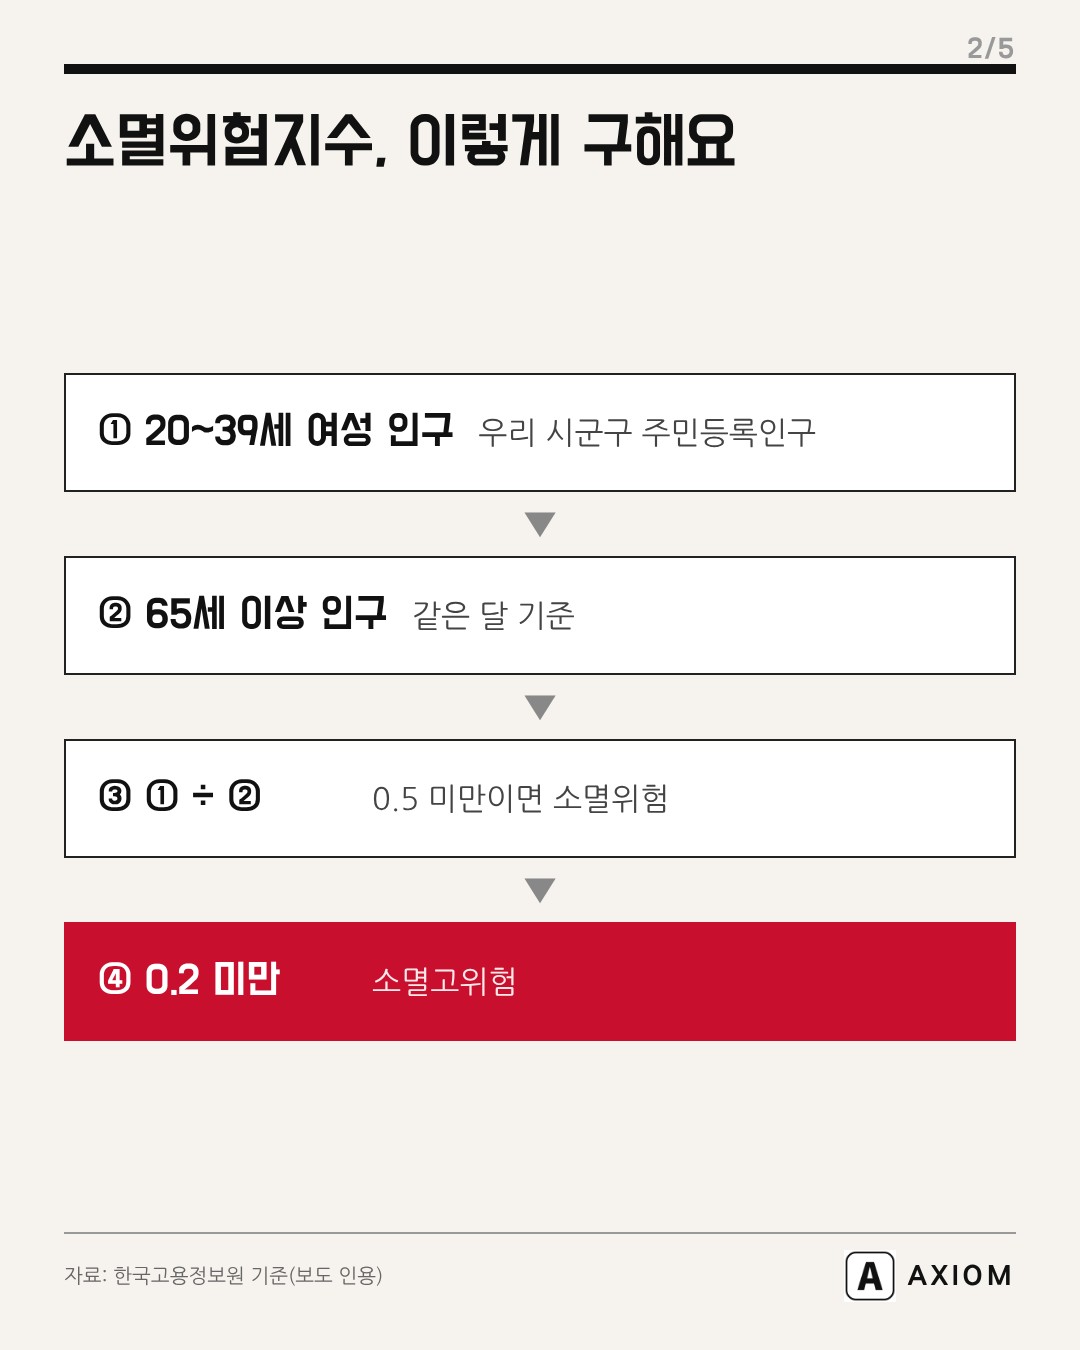 2/5
소멸위험지수, 이렇게 구해요
① 20~39세 여성 인구 우리 시군구 주민등록인구
② 65세 이상 인구 같은 달 기준
③ ① ÷ ② 0.5 미만이면 소멸위험
④ 0.2 미만 소멸고위험
자료: 한국고용정보원 기준(보도 인용)
A AXIOM